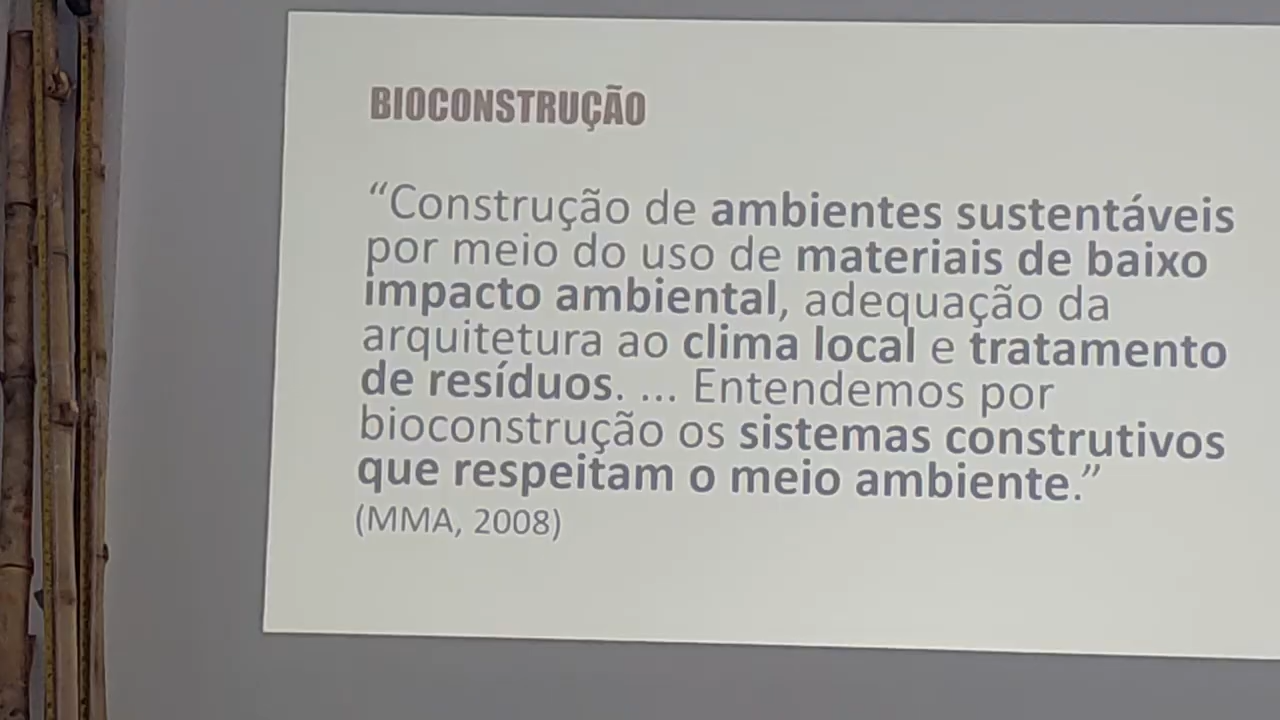 BIOCONSTRUÇÃO
“Construção de ambientes sustentáveis
por meio do uso de materiais de baixo
impacto ambiental, adequação da
arquitetura ao clima local e tratamento
de resíduos. ... Entendemos por
bioconstrução os sistemas construtivos
que respeitam o meio ambiente.”
(MMA, 2008)